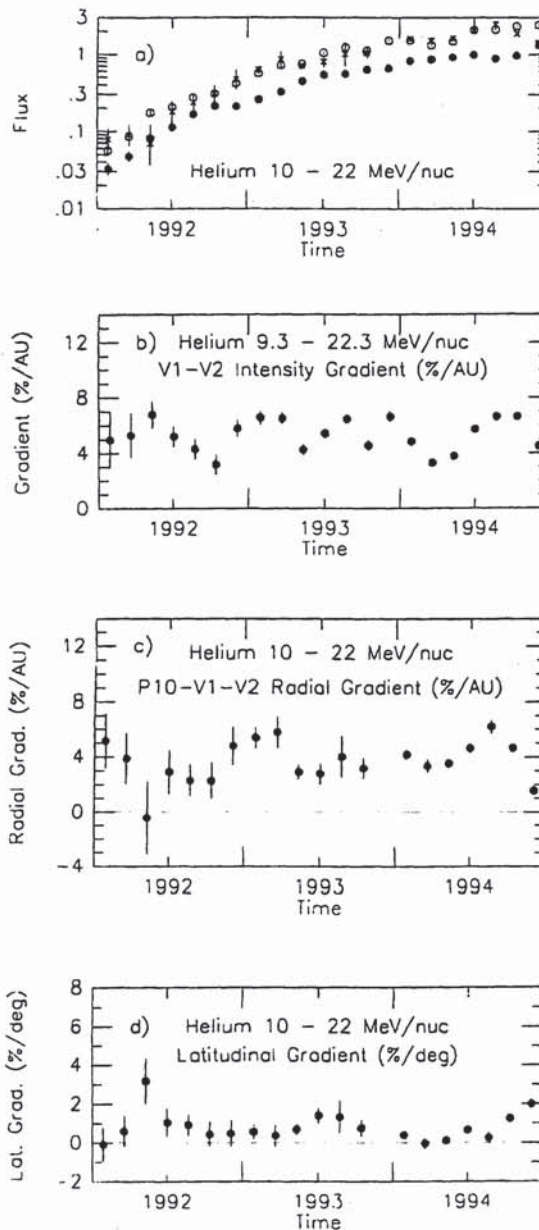 3
1
.3
.1
.03
.01
Flux
a)
Helium 10 – 22 MeV/nuc
1992 1993 1994
Time
12
8
4
0
Gradient (%/AU)
b) Helium 9.3 – 22.3 MeV/nuc
V1–V2 Intensity Gradient (%/AU)
1992 1993 1994
Time
12
8
4
0
-4
Radial Grad. (%/AU)
c) Helium 10 – 22 MeV/nuc
P10–V1–V2 Radial Gradient (%/AU)
1992 1993 1994
Time
8
6
4
2
0
-2
Lat. Grad. (%/deg)
d) Helium 10 – 22 MeV/nuc
Latitudinal Gradient (%/deg)
1992 1993 1994
Time